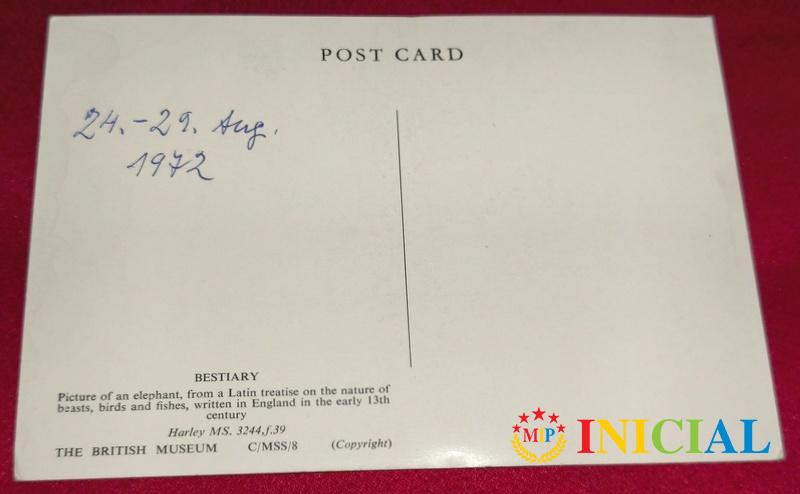 POST CARD
24.-29. Aug.
1972
BESTIARY
Picture of an elephant, from a Latin treatise on the nature of
beasts, birds and fishes, written in England in the early 13th
century
Harley MS. 3244,f.39
THE BRITISH MUSEUM C/MSS/8 (Copyright)
MIP INICIAL